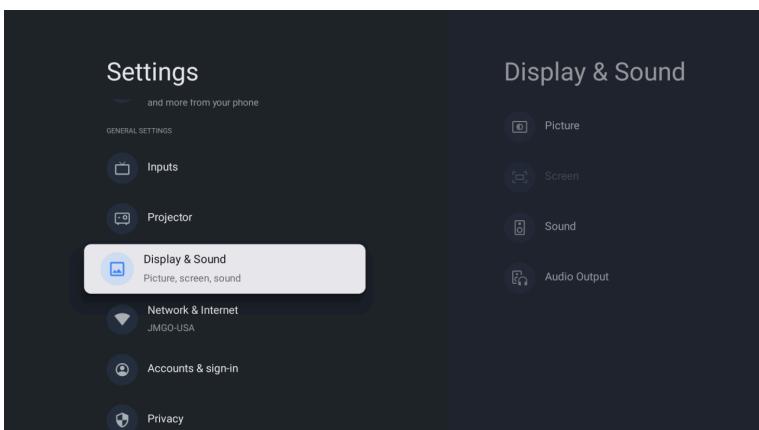 Settings
and more from your phone
GENERAL SETTINGS
Inputs
Projector
Display & Sound
Picture, screen, sound
Network & Internet
JMGO-USA
Accounts & sign-in
Privacy
Display & Sound
Picture
Screen
Sound
Audio Output